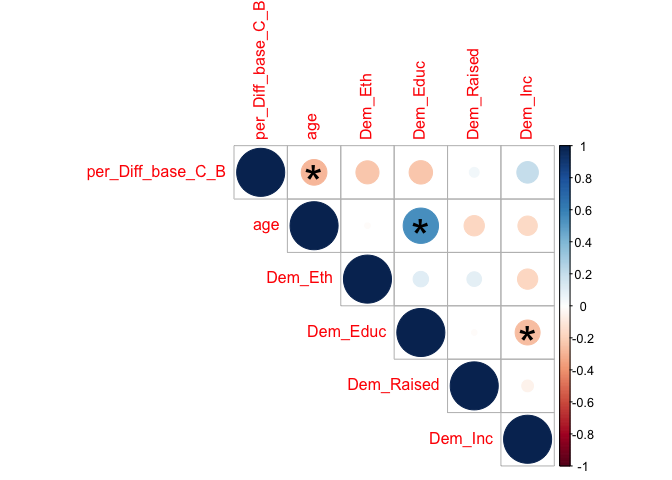 per_Diff_base_C_B
age
Dem_Eth
Dem_Educ
Dem_Raised
Dem_Inc
per_Diff_base_C_B
*
age
*
Dem_Eth
Dem_Educ
*
Dem_Raised
Dem_Inc
1
0.8
0.6
0.4
0.2
0
-0.2
-0.4
-0.6
-0.8
-1